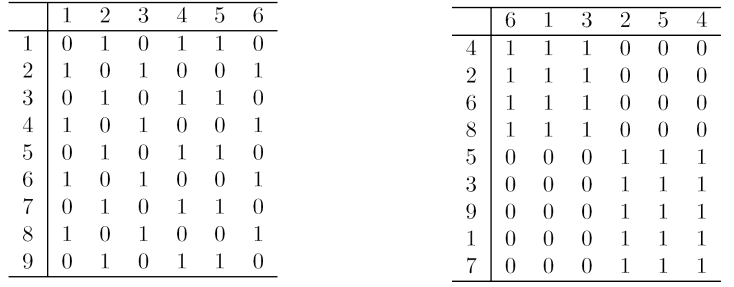 1 2 3 4 5 6
1 0 1 0 1 1 0
2 1 0 1 0 0 1
3 0 1 0 1 1 0
4 1 0 1 0 0 1
5 0 1 0 1 1 0
6 1 0 1 0 0 1
7 0 1 0 1 1 0
8 1 0 1 0 0 1
9 0 1 0 1 1 0
6 1 3 2 5 4
4 1 1 1 0 0 0
2 1 1 1 0 0 0
6 1 1 1 0 0 0
8 1 1 1 0 0 0
5 0 0 0 1 1 1
3 0 0 0 1 1 1
9 0 0 0 1 1 1
1 0 0 0 1 1 1
7 0 0 0 1 1 1